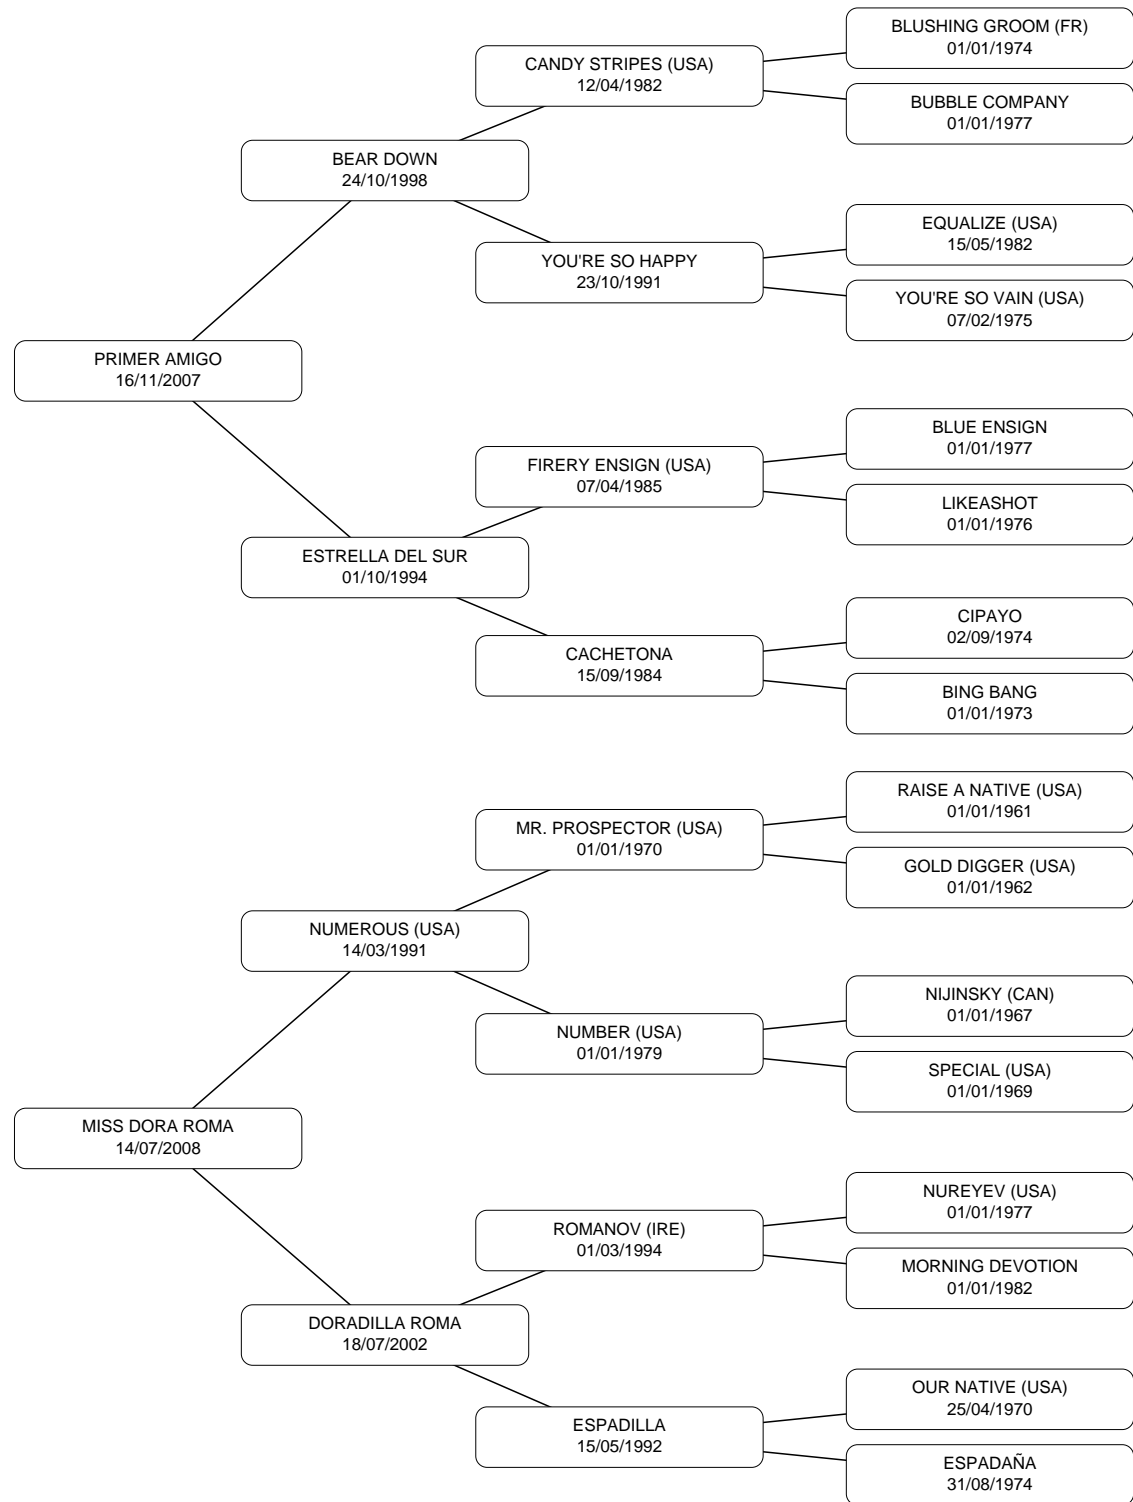 BLUSHING GROOM (FR)
01/01/1974
CANDY STRIPES (USA)
12/04/1982
BUBBLE COMPANY
01/01/1977
BEAR DOWN
24/10/1998
EQUALIZE (USA)
15/05/1982
YOU'RE SO HAPPY
23/10/1991
YOU'RE SO VAIN (USA)
07/02/1975
PRIMER AMIGO
16/11/2007
BLUE ENSIGN
01/01/1977
FIRERY ENSIGN (USA)
07/04/1985
LIKEASHOT
01/01/1976
ESTRELLA DEL SUR
01/10/1994
CIPAYO
02/09/1974
CACHETONA
15/09/1984
BING BANG
01/01/1973
RAISE A NATIVE (USA)
01/01/1961
MR. PROSPECTOR (USA)
01/01/1970
GOLD DIGGER (USA)
01/01/1962
NUMEROUS (USA)
14/03/1991
NIJINSKY (CAN)
01/01/1967
NUMBER (USA)
01/01/1979
SPECIAL (USA)
01/01/1969
MISS DORA ROMA
14/07/2008
NUREYEV (USA)
01/01/1977
ROMANOV (IRE)
01/03/1994
MORNING DEVOTION
01/01/1982
DORADILLA ROMA
18/07/2002
OUR NATIVE (USA)
25/04/1970
ESPADILLA
15/05/1992
ESPADAÑA
31/08/1974